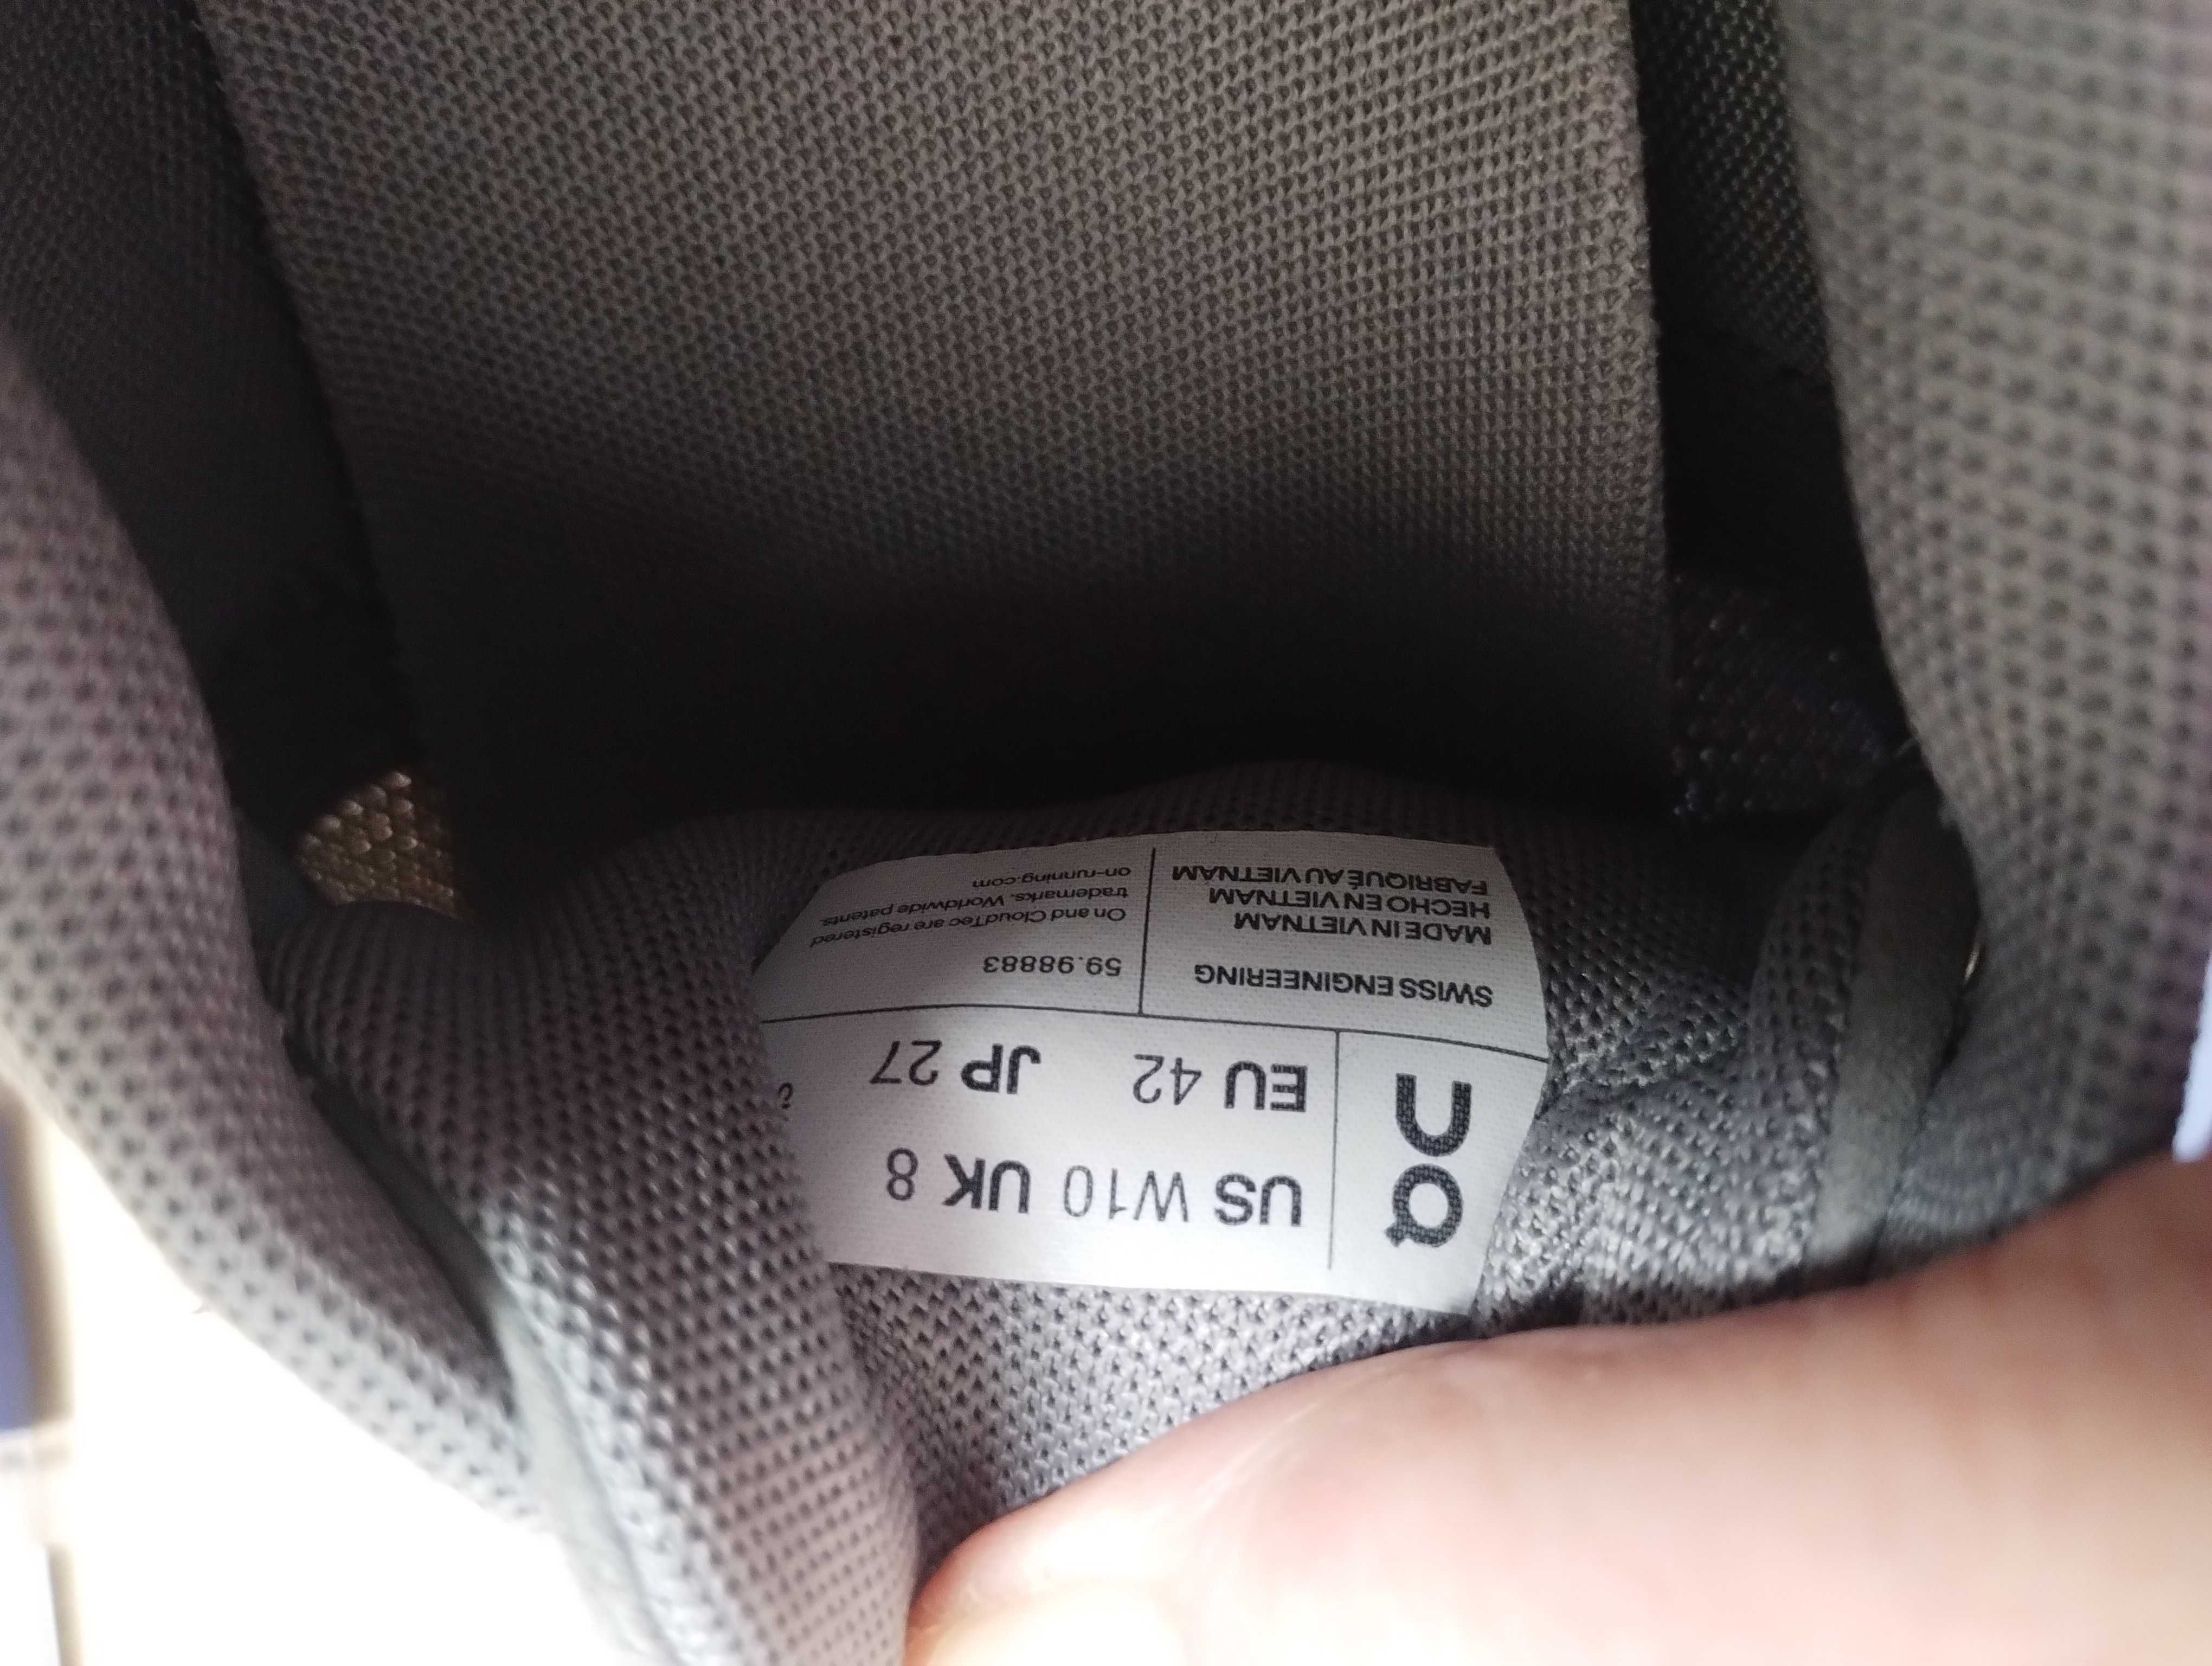 On
US W10 UK 8
EU 42 JP 27
SWISS ENGINEERING
MADE IN VIETNAM
HECHO EN VIETNAM
FABRIQUÉ AU VIETNAM
59.98883
On and CloudTec are registered
trademarks. Worldwide patents.
on-running.com